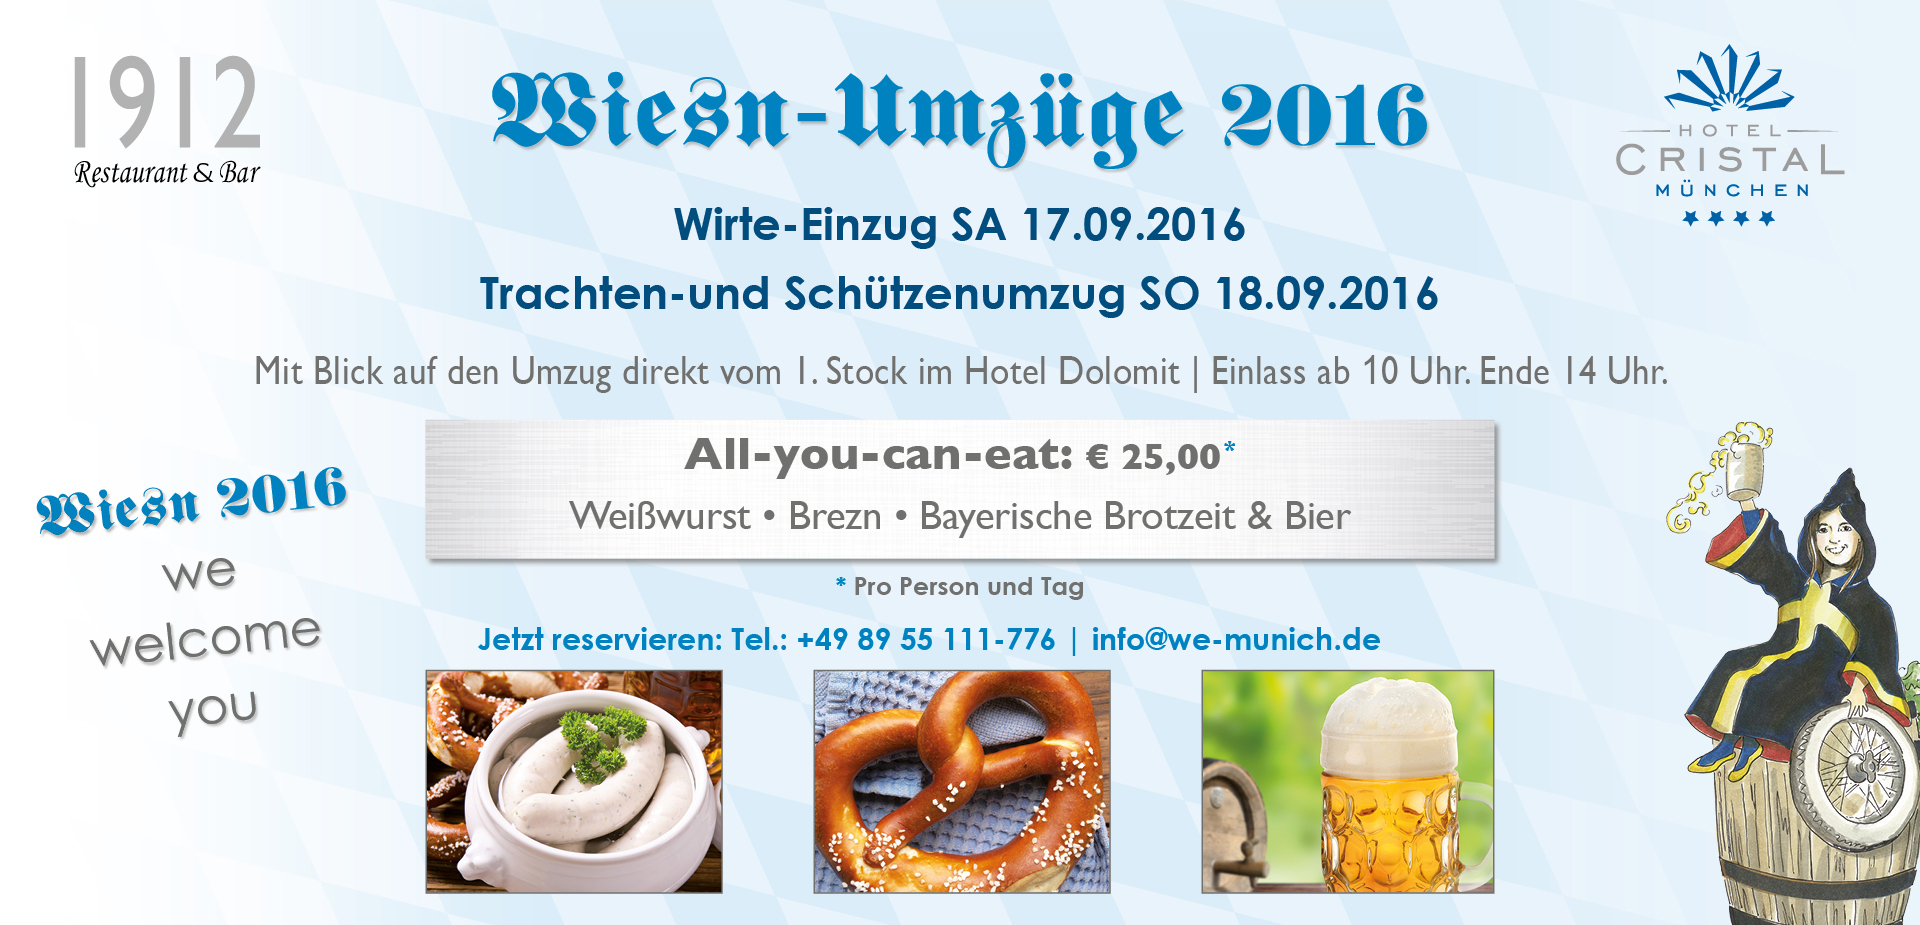 1912
Restaurant & Bar
Wiesn-Umzüge 2016
HOTEL
CRISTAL
MÜNCHEN
Wirte-Einzug SA 17.09.2016
Trachten-und Schützenumzug SO 18.09.2016
Mit Blick auf den Umzug direkt vom 1. Stock im Hotel Dolomit | Einlass ab 10 Uhr. Ende 14 Uhr.
All-you-can-eat: € 25,00*
Weißwurst • Brezn • Bayerische Brotzeit & Bier
* Pro Person und Tag
Jetzt reservieren: Tel.: +49 89 55 111-776 | info@we-munich.de
Wiesn 2016
we
welcome
you